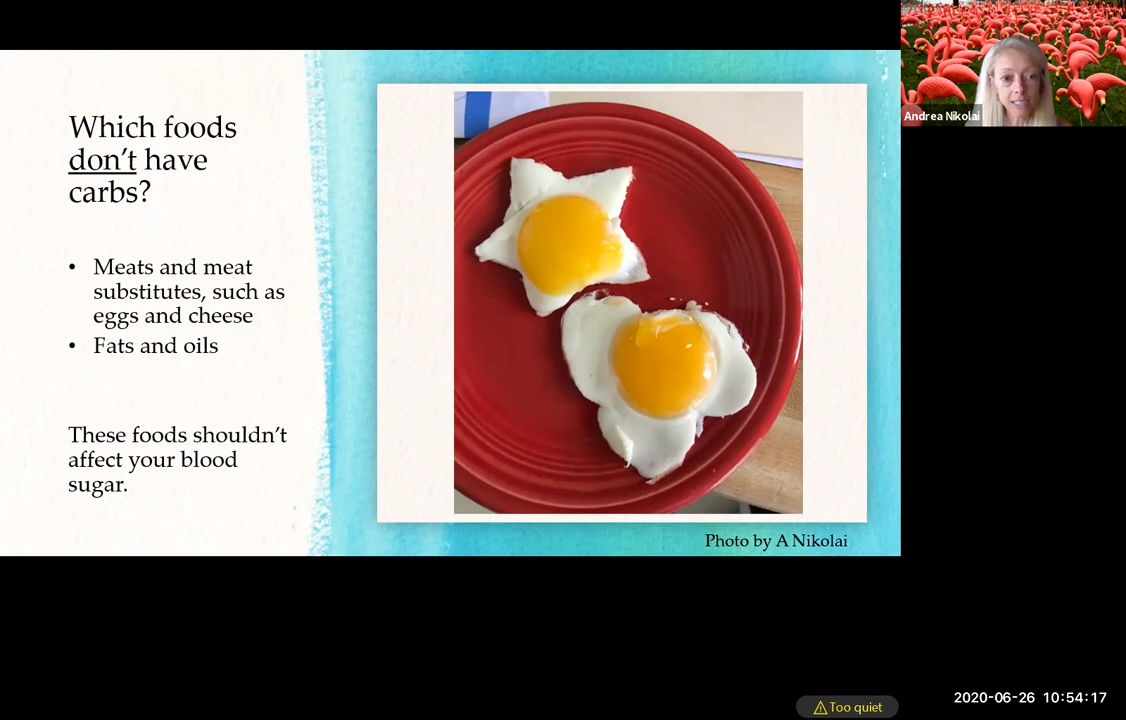 Which foods
don't have
carbs?
• Meats and meat
substitutes, such as
eggs and cheese
• Fats and oils
These foods shouldn't
affect your blood
sugar.
Photo by A Nikolai
Andrea Nikolai
Too quiet
2020-06-26 10:54:17